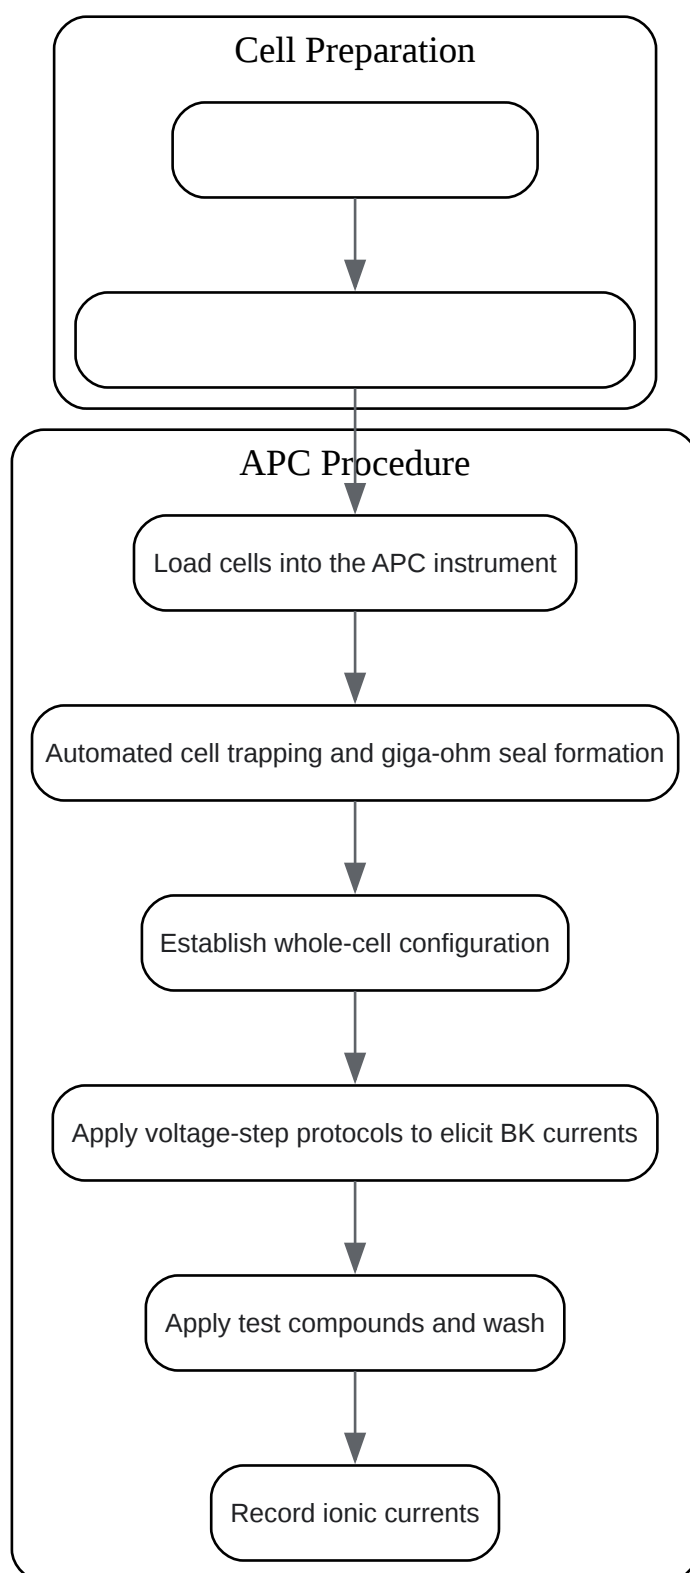 Cell Preparation
APC Procedure
Load cells into the APC instrument
Automated cell trapping and giga-ohm seal formation
Establish whole-cell configuration
Apply voltage-step protocols to elicit BK currents
Apply test compounds and wash
Record ionic currents